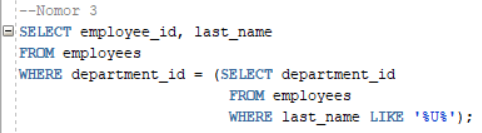 --Nomor 3
SELECT employee_id, last_name
FROM employees
WHERE department_id = (SELECT department_id
FROM employees
WHERE last_name LIKE '%U%');